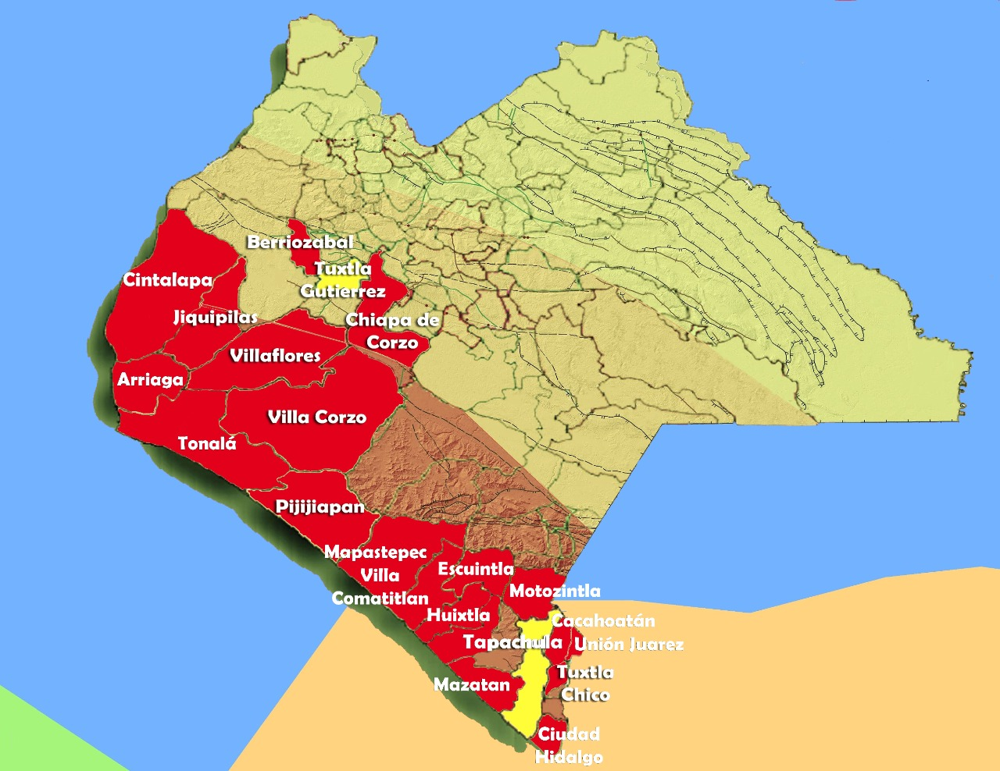 Berriozabal
Tuxtla
Gutierrez
Cintalapa
Jiquipilas
Chiapa de
Corzo
Villaflores
Arriaga
Villa Corzo
Tonalá
Pijijiapan
Mapastepec
Villa
Comatitlan
Escuintla
Motozintla
Huixtla
Cacahoatán
Tapachula
Unión Juarez
Tuxtla
Chico
Mazatan
Ciudad
Hidalgo